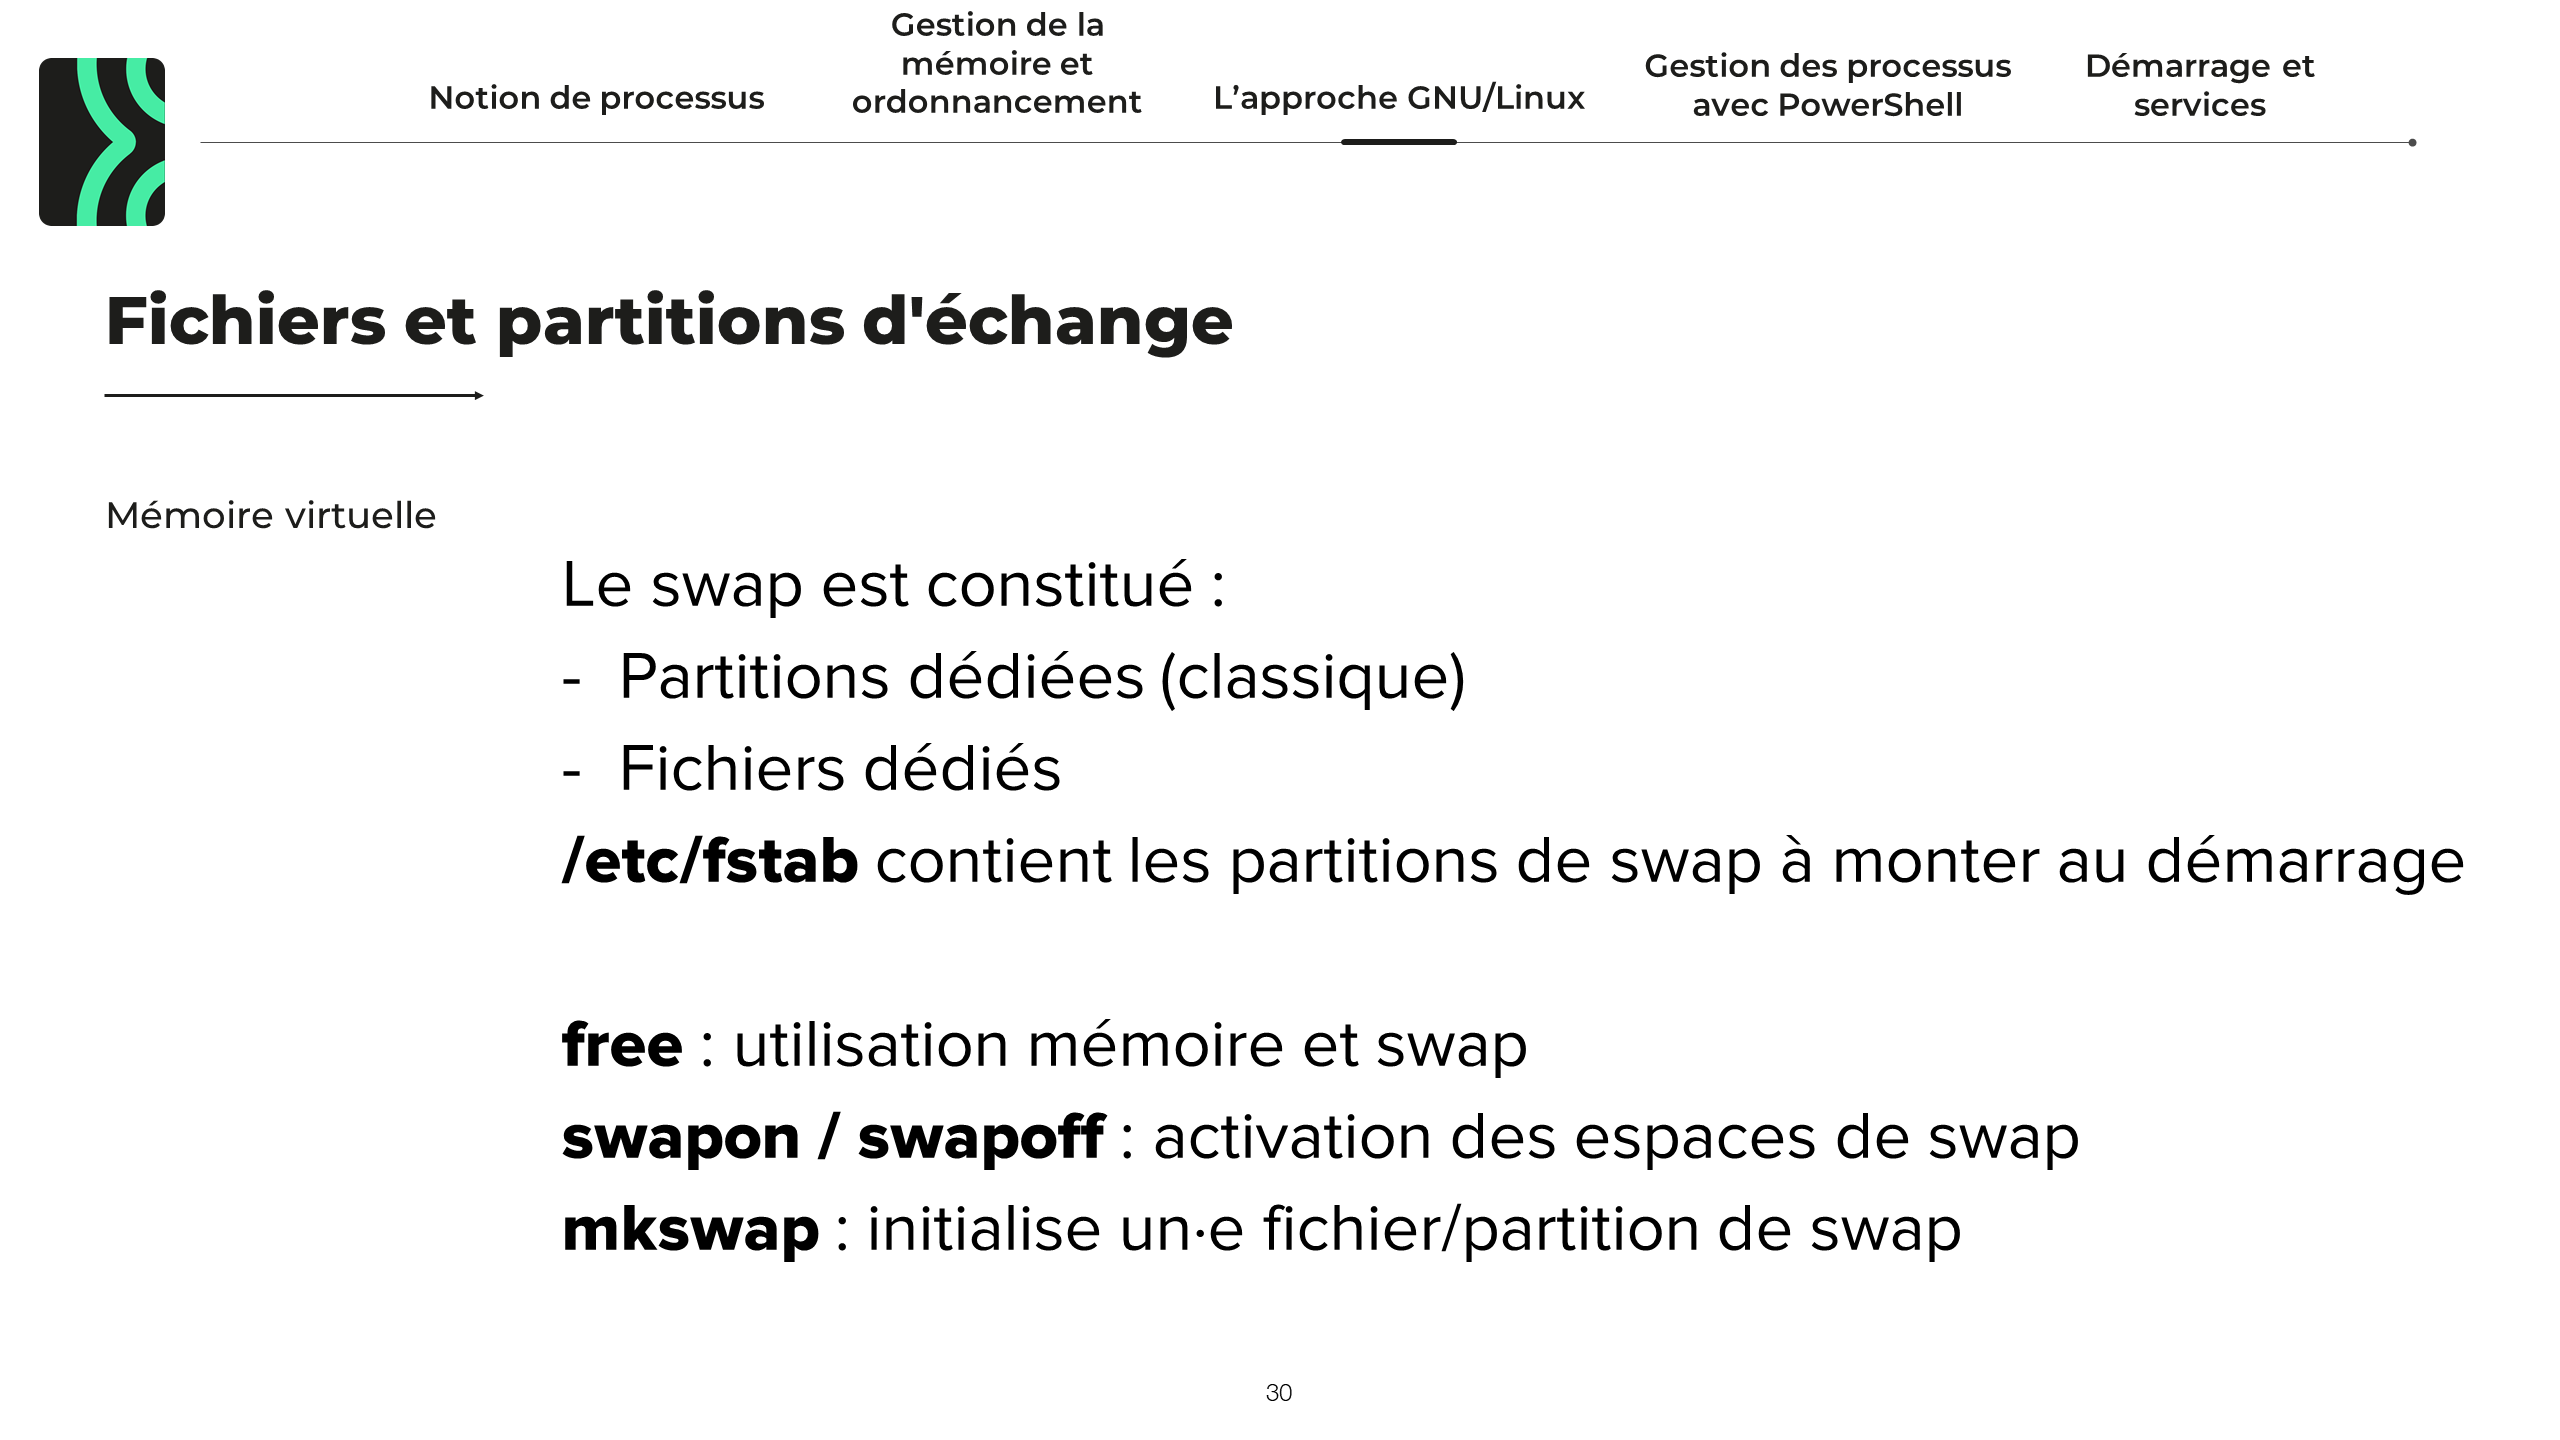 Notion de processus
Gestion de la
mémoire et
ordonnancement
L’approche GNU/Linux
Gestion des processus
avec PowerShell
Démarrage et
services
Fichiers et partitions d'échange
Mémoire virtuelle
Le swap est constitué :
- Partitions dédiées (classique)
- Fichiers dédiés
/etc/fstab contient les partitions de swap à monter au démarrage
free : utilisation mémoire et swap
swapon / swapoff : activation des espaces de swap
mkswap : initialise un·e fichier/partition de swap
30